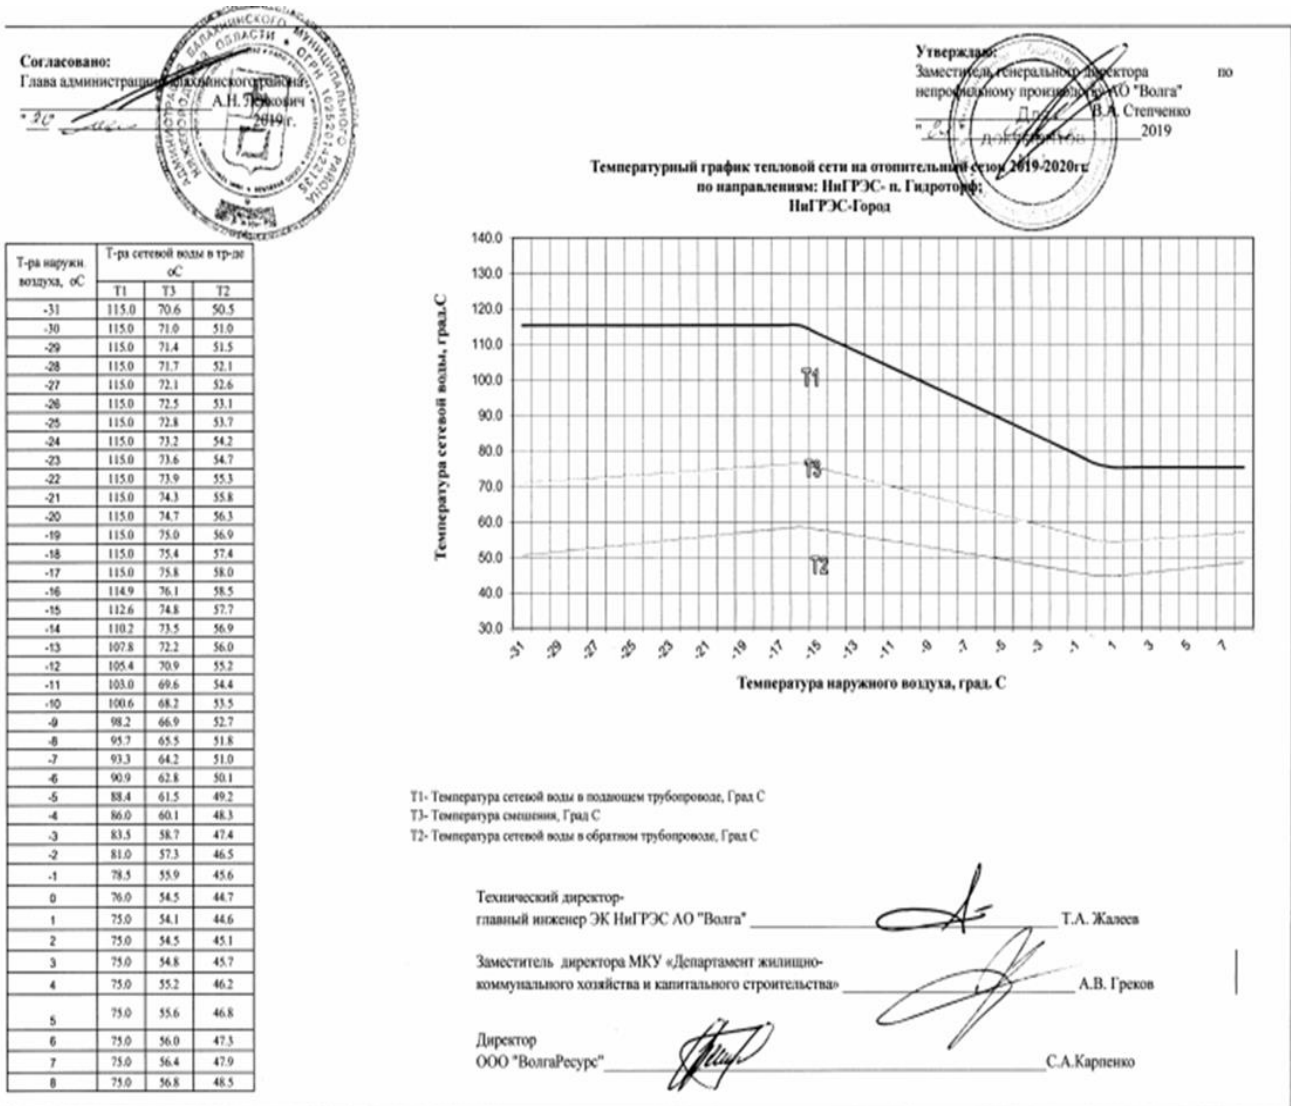 Согласовано:
Глава администрации Балахнинского района
А.Н. Лесков­ич
2019 г.
АДМИНИСТРАЦИЯ БАЛАХНИНСКОГО МУНИЦИПАЛЬНОГО РАЙОНА
НИЖЕГОРОДСКОЙ ОБЛАСТИ * ОГРН
Утверждаю:
Заместитель генерального директора по
непрофильному производству АО "Волга"
В.А. Степченко
2019
ДОКУМЕНТОВ
Температурный график тепловой сети на отопительный сезон 2019-2020гг.
по направлениям: НиГРЭС- п. Гидроторф;
НиГРЭС-Город
Т-ра наружн. воздуха, оС Т-ра сетевой воды в тр-де оС
Т1 Т3 Т2
-31 115.0 70.6 50.5
-30 115.0 71.0 51.0
-29 115.0 71.4 51.5
-28 115.0 71.7 52.1
-27 115.0 72.1 52.6
-26 115.0 72.5 53.1
-25 115.0 72.8 53.7
-24 115.0 73.2 54.2
-23 115.0 73.6 54.7
-22 115.0 73.9 55.3
-21 115.0 74.3 55.8
-20 115.0 74.7 56.3
-19 115.0 75.0 56.9
-18 115.0 75.4 57.4
-17 115.0 75.8 58.0
-16 114.9 76.1 58.5
-15 112.6 74.8 57.7
-14 110.2 73.5 56.9
-13 107.8 72.2 56.0
-12 105.4 70.9 55.2
-11 103.0 69.6 54.4
-10 100.6 68.2 53.5
-9 98.2 66.9 52.7
-8 95.7 65.5 51.8
-7 93.3 64.2 51.0
-6 90.9 62.8 50.1
-5 88.4 61.5 49.2
-4 86.0 60.1 48.3
-3 83.5 58.7 47.4
-2 81.0 57.3 46.5
-1 78.5 55.9 45.6
0 76.0 54.5 44.7
1 75.0 54.1 44.6
2 75.0 54.5 45.1
3 75.0 54.8 45.7
4 75.0 55.2 46.2
5 75.0 55.6 46.8
6 75.0 56.0 47.3
7 75.0 56.4 47.9
8 75.0 56.8 48.5
Температура сетевой воды, град.С
140.0
130.0
120.0
110.0
100.0
90.0
80.0
70.0
60.0
50.0
40.0
30.0
Т1
Т3
Т2
-31 -29 -27 -25 -23 -21 -19 -17 -15 -13 -11 -9 -7 -5 -3 -1 1 3 5 7
Температура наружного воздуха, град. С
Т1- Температура сетевой воды в подающем трубопроводе, Град С
Т3- Температура смешения, Град С
Т2- Температура сетевой воды в обратном трубопроводе, Град С
Технический директор-
главный инженер ЭК НиГРЭС АО "Волга" Т.А. Жалеев
Заместитель директора МКУ «Департамент жилищно-
коммунального хозяйства и капитального строительства» А.В. Греков
Директор
ООО "ВолгаРесурс" С.А.Карпенко